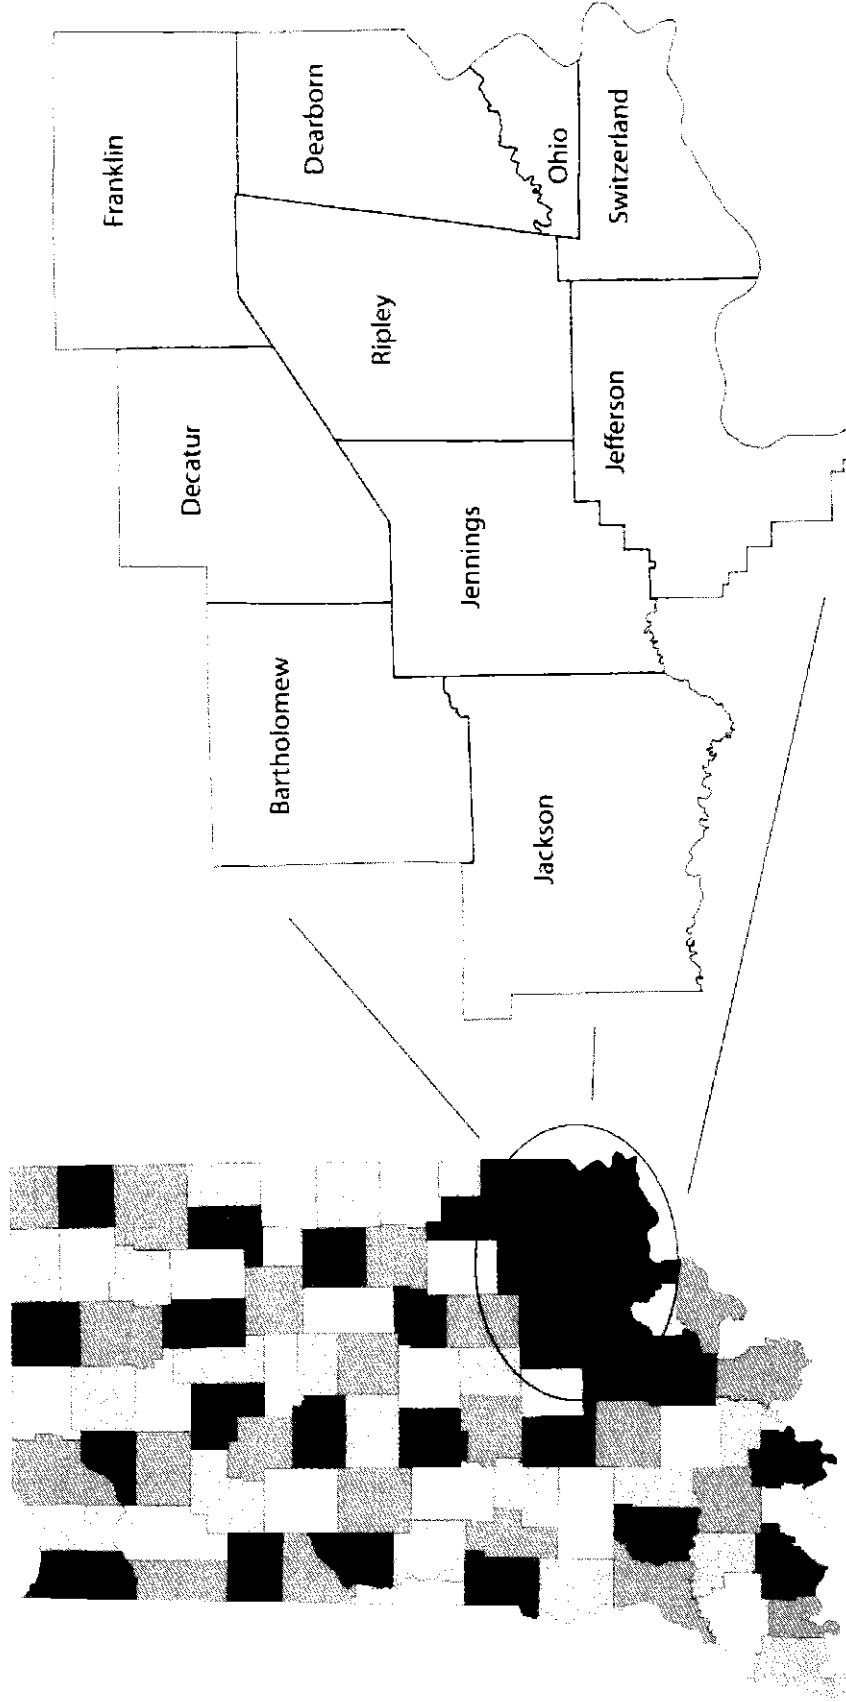 Franklin
Decatur
Dearborn
Bartholomew
Ripley
Jennings
Ohio
Jackson
Jefferson
Switzerland